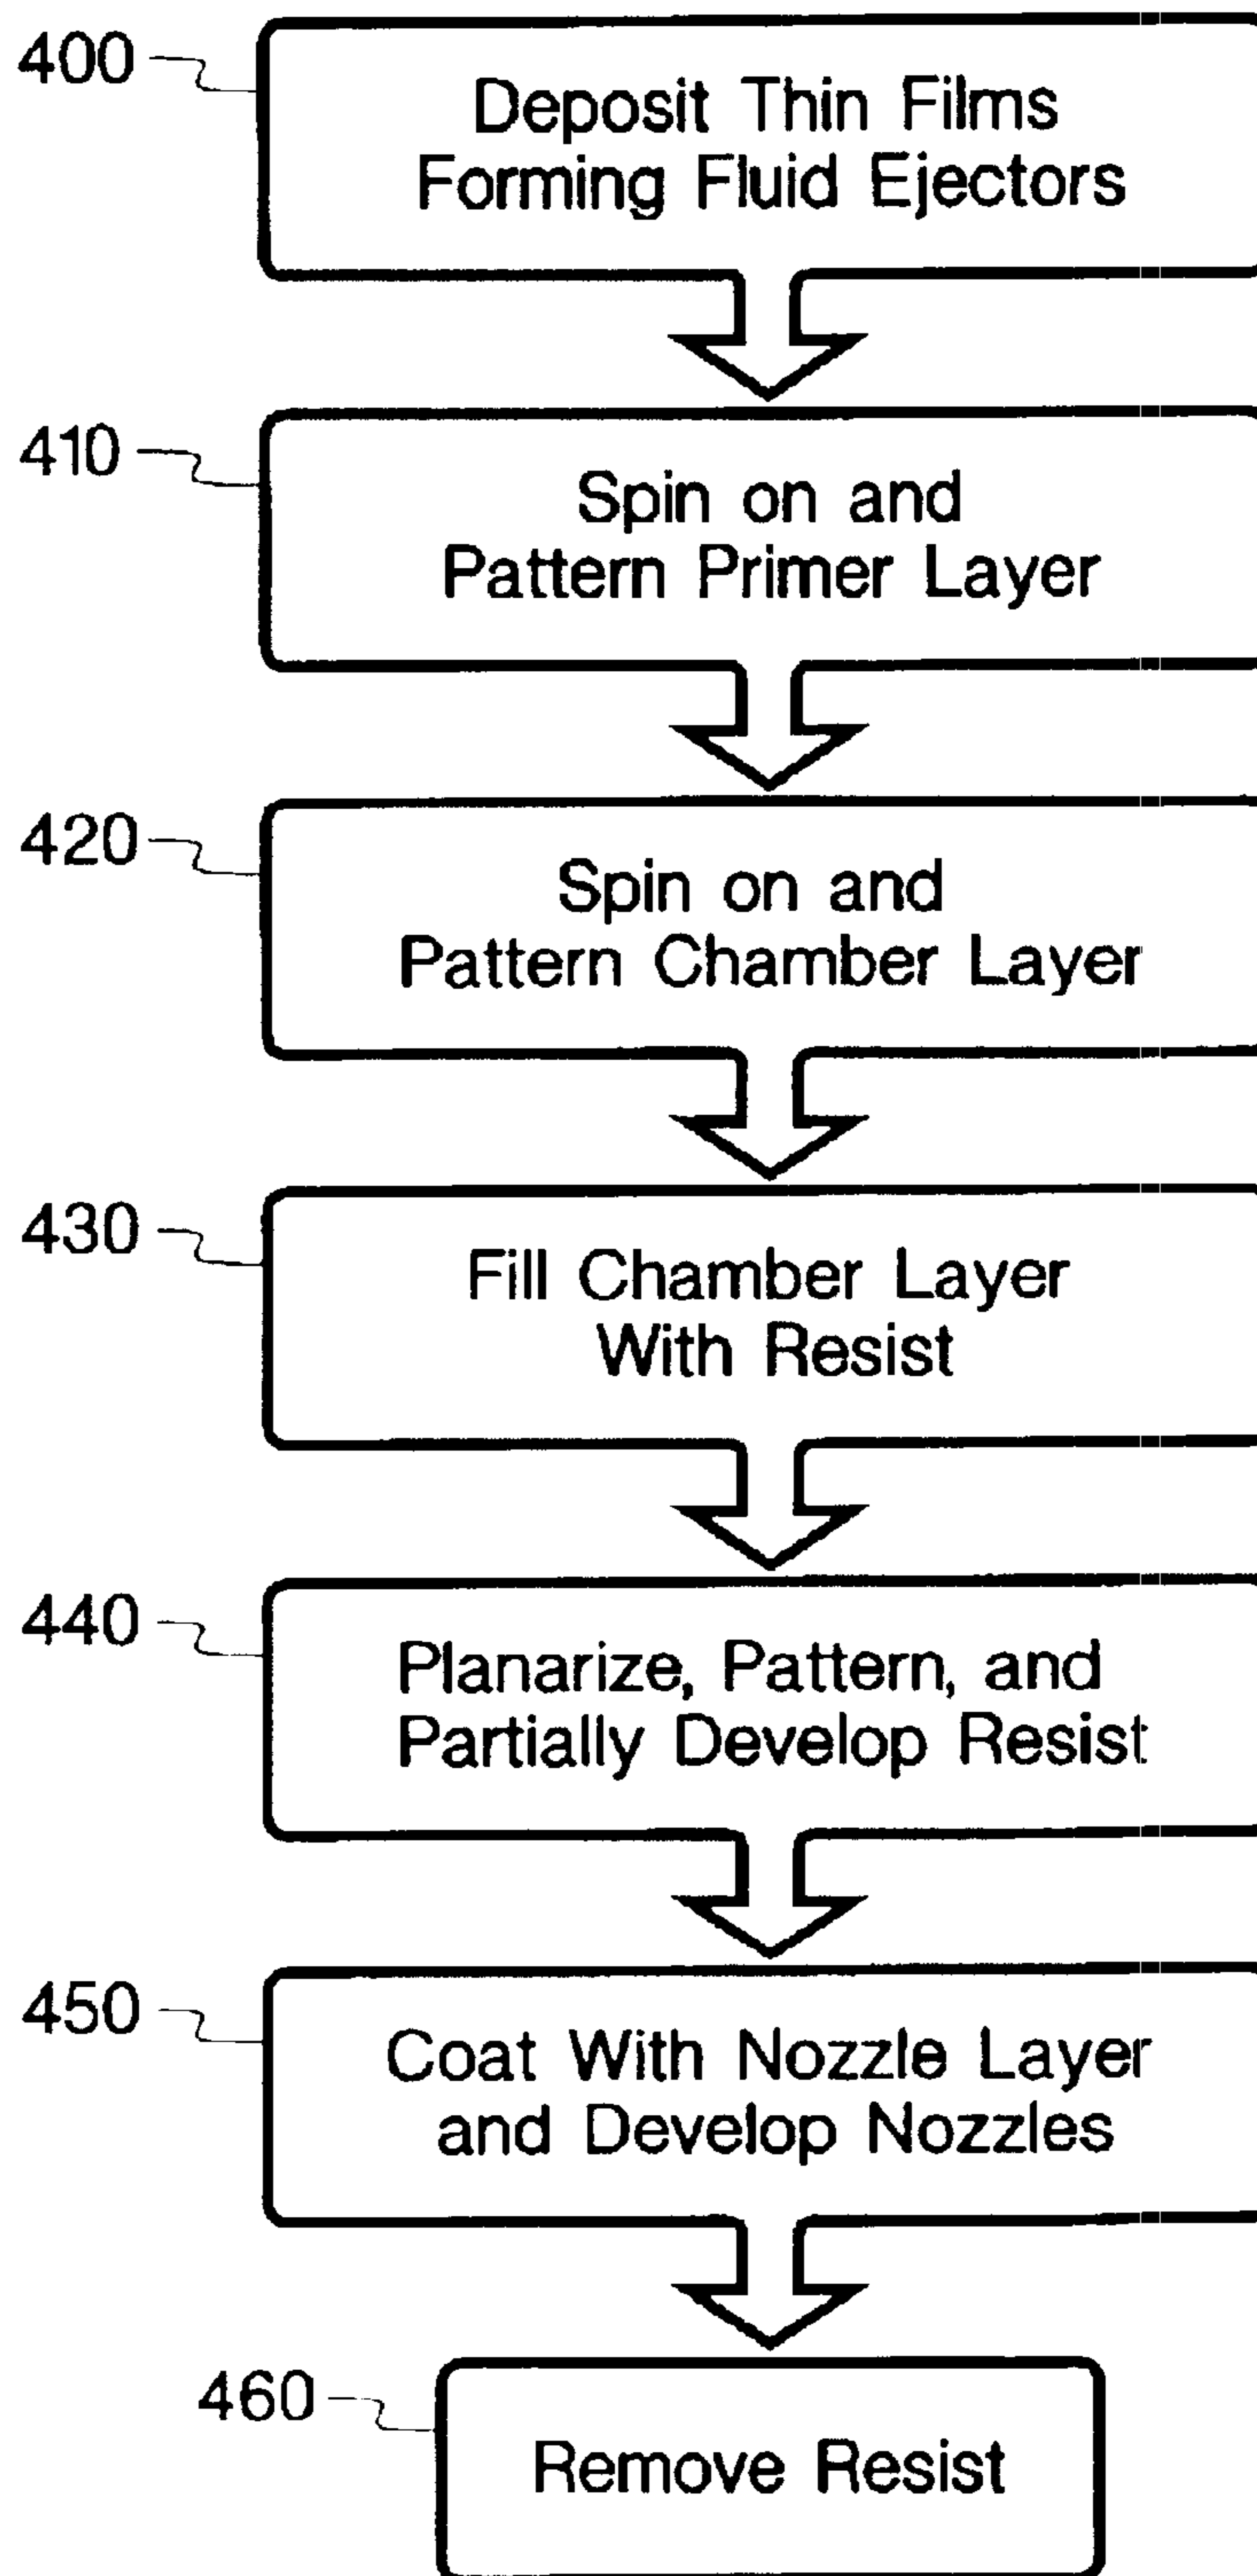 400
Deposit Thin Films
Forming Fluid Ejectors
410
Spin on and
Pattern Primer Layer
420
Spin on and
Pattern Chamber Layer
430
Fill Chamber Layer
With Resist
440
Planarize, Pattern, and
Partially Develop Resist
450
Coat With Nozzle Layer
and Develop Nozzles
460
Remove Resist